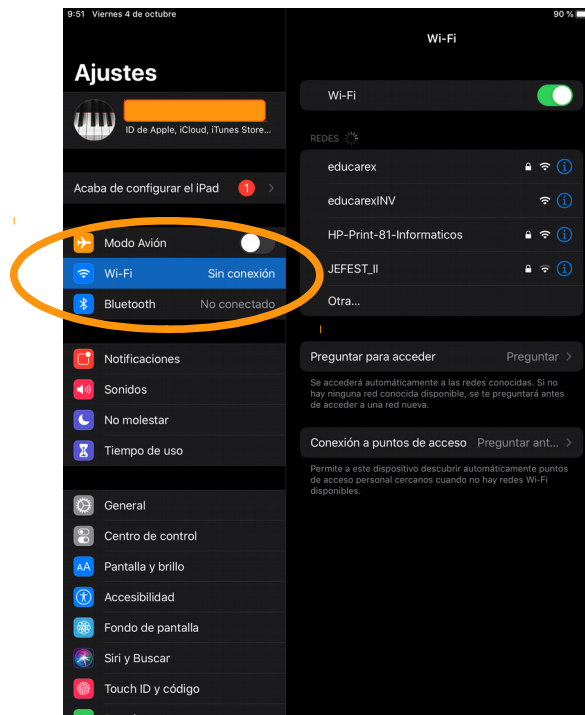 9:51 Viernes 4 de octubre
90 %
Ajustes
ID de Apple, iCloud, iTunes Store...
Acaba de configurar el iPad 1
Modo Avión
Wi-Fi Sin conexión
Bluetooth No conectado
Notificaciones
Sonidos
No molestar
Tiempo de uso
General
Centro de control
AA Pantalla y brillo
Accesibilidad
Fondo de pantalla
Siri y Buscar
Touch ID y código
Wi-Fi
Wi-Fi
REDES
educarex
educarexINV
HP-Print-81-Informaticos
JEFEST_II
Otra...
Preguntar para acceder Preguntar
Se accederá automáticamente a las redes conocidas. Si no
hay ninguna red conocida disponible, se te preguntará antes
de acceder a una red nueva.
Conexión a puntos de acceso Preguntar ant...
Permite a este dispositivo descubrir automáticamente puntos
de acceso personal cercanos cuando no hay redes Wi-Fi
disponibles.